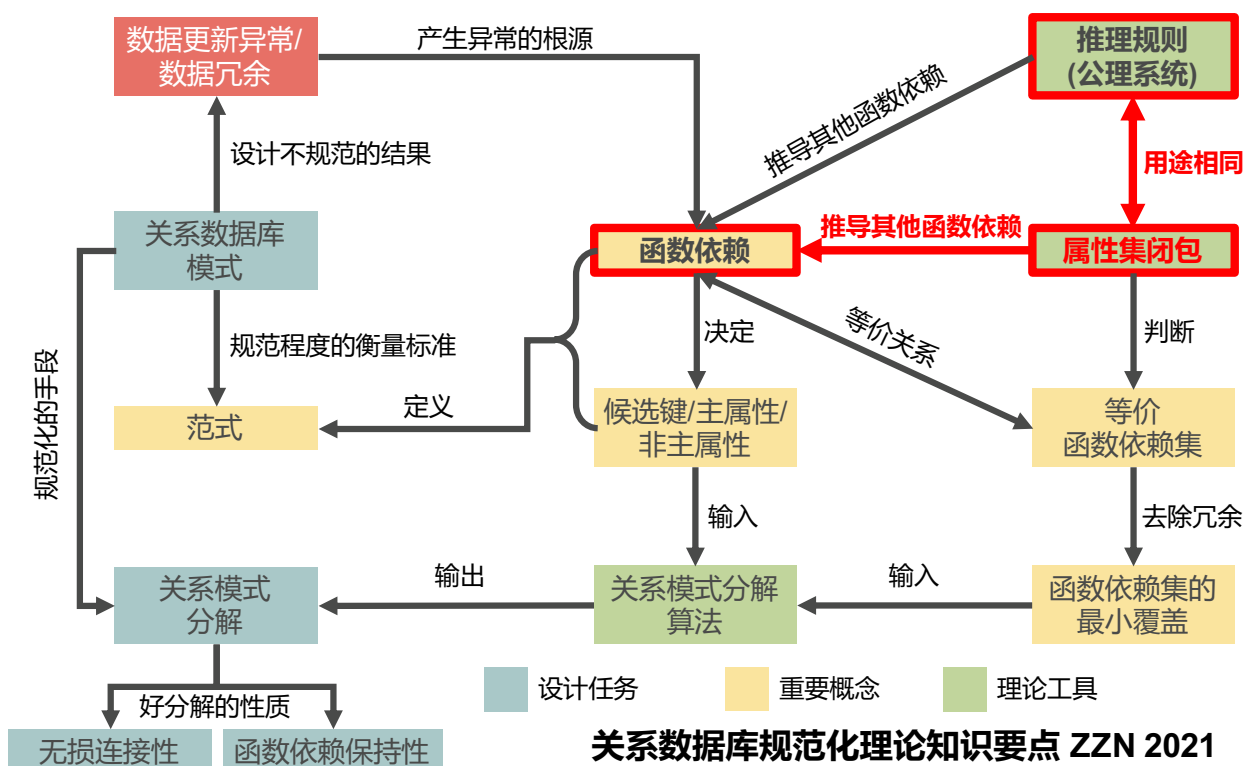 数据更新异常/
数据冗余
产生异常的根源
推理规则
(公理系统)
推导其他函数依赖
用途相同
设计不规范的结果
关系数据库
模式
函数依赖
推导其他函数依赖
属性集闭包
规范程度的衡量标准
决定
等价关系
判断
规范化的手段
范式
定义
候选键/主属性/
非主属性
等价
函数依赖集
输入
去除冗余
关系模式
分解
输出
关系模式分解
算法
输入
函数依赖集的
最小覆盖
好分解的性质
无损连接性
函数依赖保持性
设计任务
重要概念
理论工具
关系数据库规范化理论知识要点 ZZN 2021